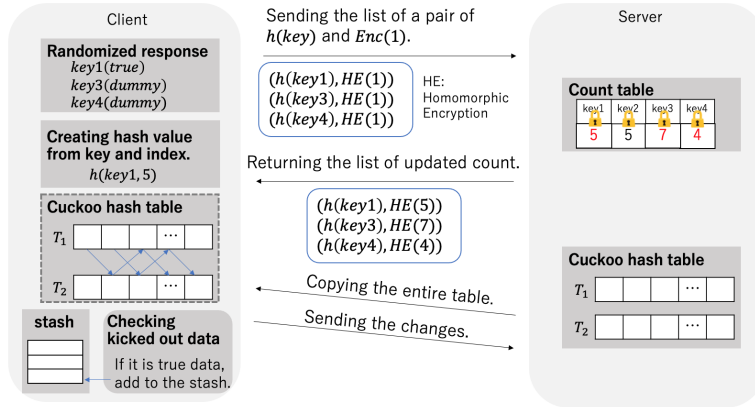 Client
Randomized response
key1(true)
key3(dummy)
key4(dummy)
Creating hash value
from key and index.
h(key1, 5)
Cuckoo hash table
T1
⋯
T2
⋯
stash
Checking
kicked out data
If it is true data,
add to the stash.
Sending the list of a pair of
h(key) and Enc(1).
(h(key1), HE(1))
(h(key3), HE(1))
(h(key4), HE(1))
HE:
Homomorphic
Encryption
Returning the list of updated count.
(h(key1), HE(5))
(h(key3), HE(7))
(h(key4), HE(4))
Copying the entire table.
Sending the changes.
Server
Count table
key1 key2 key3 key4
5 5 7 4
Cuckoo hash table
T1
⋯
T2
⋯